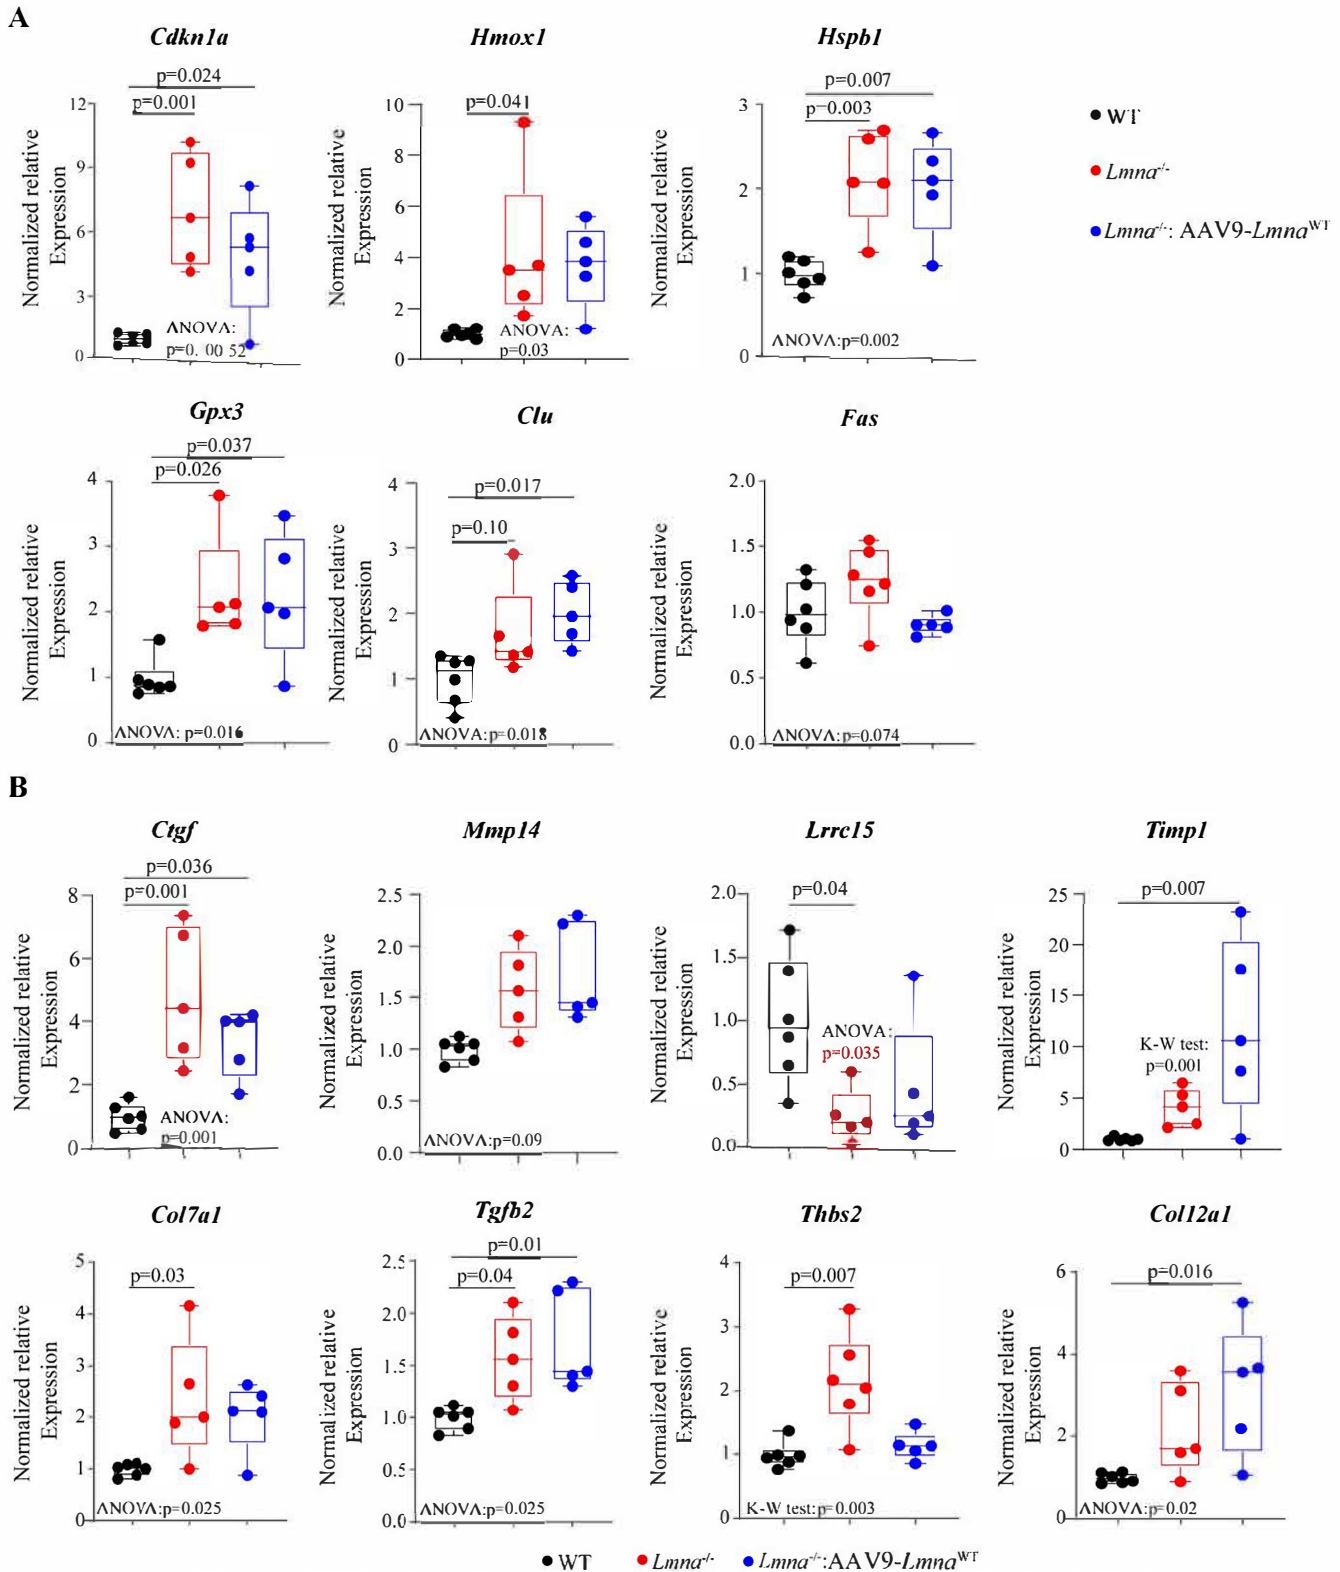 A
Cdkn1a
Hmox1
Hspb1
p=0.024
p=0.001
p=0.041
p=0.007
p=0.003
Normalized relative
Expression
12
9
6
3
0
ANOVA:
p=0.0052
Normalized relative
Expression
10
8
6
4
2
0
ANOVA:
p=0.03
Normalized relative
Expression
3
2
1
0
ANOVA:p=0.002
WT
Lmna-/-
Lmna-/-: AAV9-LmnaWT
Gpx3
Clu
Fas
p=0.037
p=0.026
p=0.017
p=0.10
Normalized relative
Expression
4
3
2
1
0
ANOVA: p=0.016
Normalized relative
Expression
4
3
2
1
0
ANOVA: p=0.018
Normalized relative
Expression
2.0
1.5
1.0
0.5
0.0
ANOVA: p=0.074
B
Ctgf
Mmp14
Lrrc15
Timp1
p=0.036
p=0.001
p=0.04
p=0.007
Normalized relative
Expression
8
6
4
2
0
ANOVA:
p=0.001
Normalized relative
Expression
2.5
2.0
1.5
1.0
0.5
0.0
ANOVA:p=0.09
Normalized relative
Expression
2.0
1.5
1.0
0.5
0.0
ANOVA:
p=0.035
Normalized relative
Expression
25
20
15
10
5
0
K-W test:
p=0.001
Col7a1
Tgfb2
Thbs2
Col12a1
p=0.03
p=0.01
p=0.04
p=0.007
p=0.016
Normalized relative
Expression
5
4
3
2
1
0
ANOVA:p=0.025
Normalized relative
Expression
2.5
2.0
1.5
1.0
0.5
0.0
ANOVA:p=0.025
Normalized relative
Expression
4
3
2
1
0
K-W test: p=0.003
Normalized relative
Expression
6
4
2
0
ANOVA:p=0.02
WT
Lmna-/-
Lmna-/-:AAV9-LmnaWT